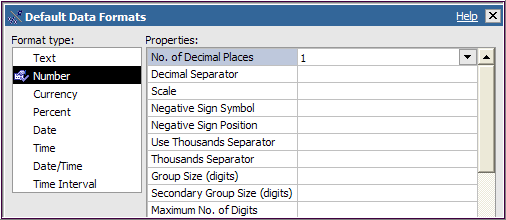 Default Data Formats Help
Format type: Properties:
Text
Number
Currency
Percent
Date
Time
Date/Time
Time Interval
No. of Decimal Places 1
Decimal Separator
Scale
Negative Sign Symbol
Negative Sign Position
Use Thousands Separator
Thousands Separator
Group Size (digits)
Secondary Group Size (digits)
Maximum No. of Digits